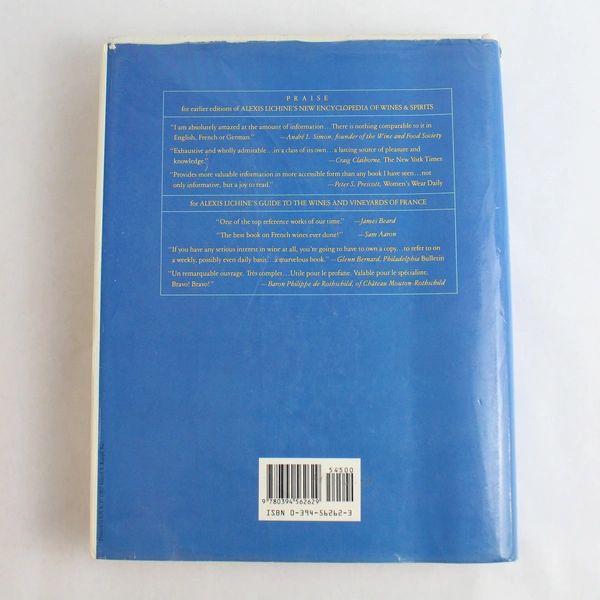 PRAISE
for earlier editions of ALEXIS LICHINE'S NEW ENCYCLOPEDIA OF WINES & SPIRITS
"I am absolutely amazed at the amount of information...There is nothing comparable to it in
English, French or German." —André L. Simon, founder of the Wine and Food Society
"Exhaustive and wholly admirable...in a class of its own...a lasting source of pleasure and
knowledge." —Craig Claiborne, The New York Times
"Provides more valuable information in more accessible form than any book I have seen...not
only informative, but a joy to read." —Peter S. Prescott, Women's Wear Daily
for ALEXIS LICHINE'S GUIDE TO THE WINES AND VINEYARDS OF FRANCE
"One of the top reference works of our time." —James Beard
"The best book on French wines ever done!" —Sam Aaron
"If you have any serious interest in wine at all, you're going to have to own a copy...to refer to on
a weekly, possibly even daily basis...a marvelous book." —Glenn Bernard, Philadelphia Bulletin
"Un remarquable ouvrage. Très complet...Utile pour le profane. Valable pour le spécialiste.
Bravo! Bravo!" —Baron Philippe de Rothschild, of Château Mouton-Rothschild
54500
9 780394 562629
ISBN 0-394-56262-3